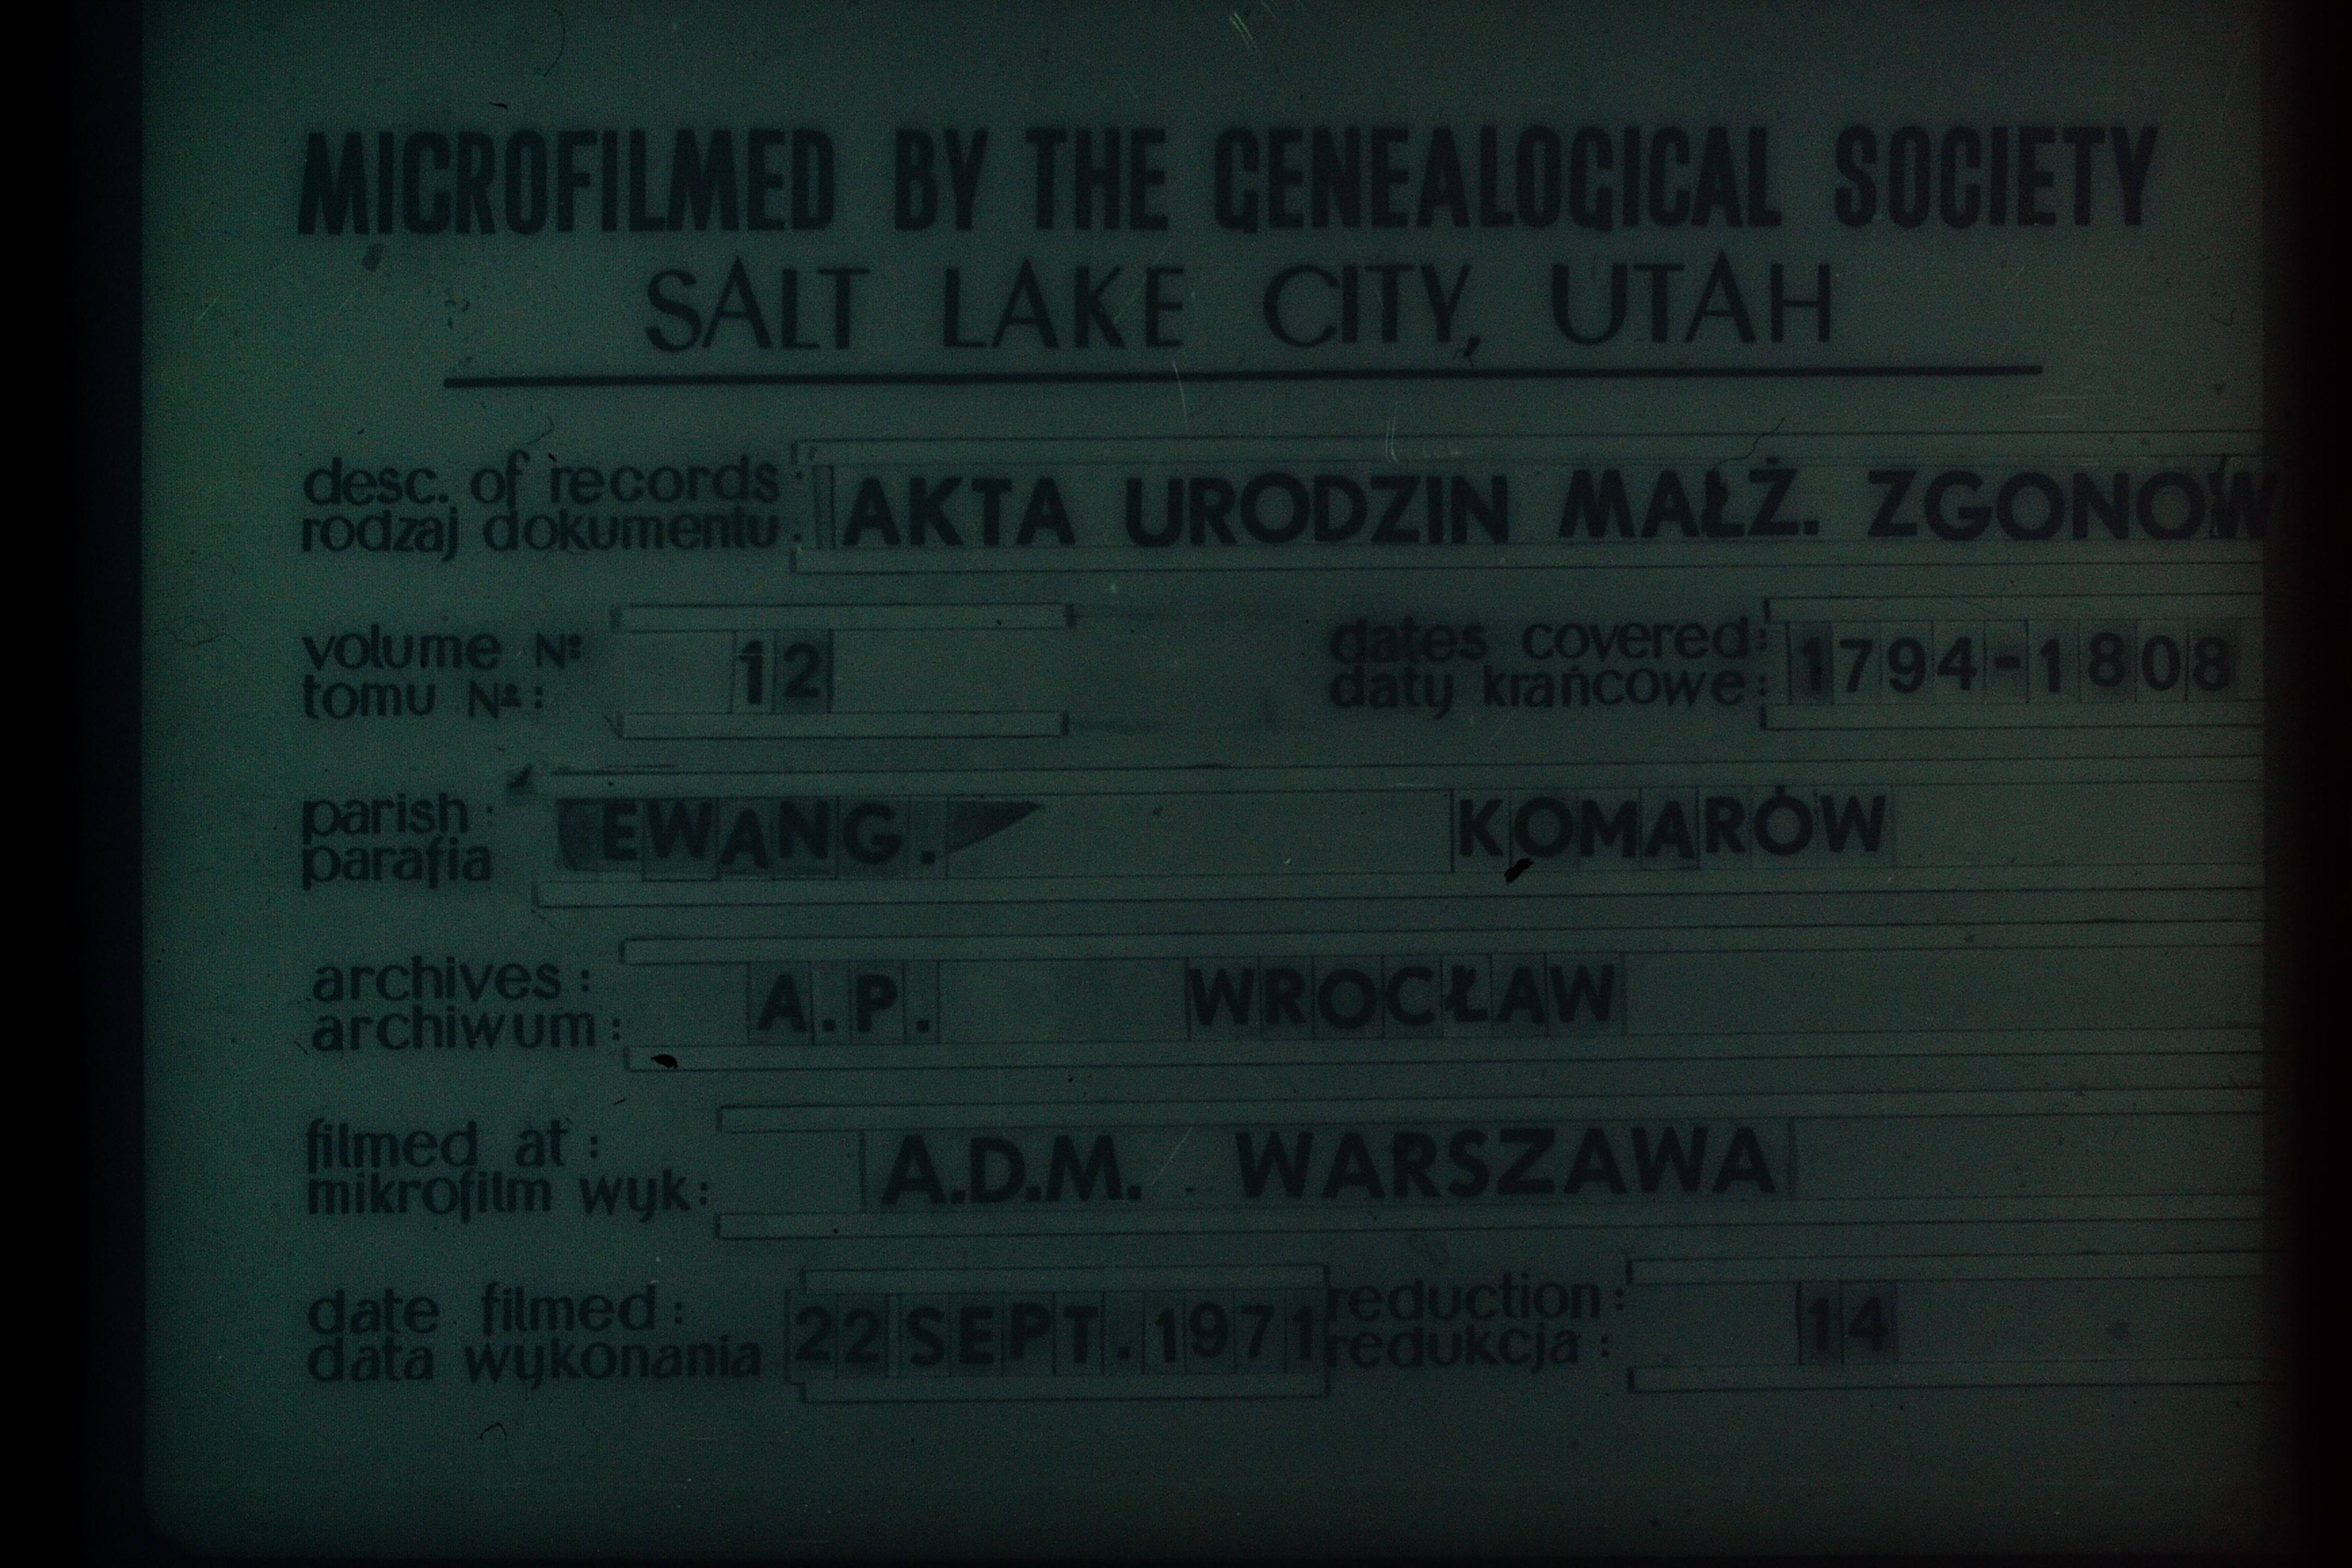 MICROFILMED BY THE GENEALOGICAL SOCIETY
SALT LAKE CITY, UTAH
desc. of records : AKTA URODZIN MAŁŻ. ZGONÓW
rodzaj dokumentu :
volume Nº: 12 dates covered: 1794-1808
tomu Nº: daty krańcowe:
parish : EWANG. KOMARÓW
parafia
archives : A.P. WROCŁAW
archiwum :
filmed at : A.D.M. WARSZAWA
mikrofilm wyk:
date filmed : 22 SEPT. 1971 reduction : 14
data wykonania redukcja :